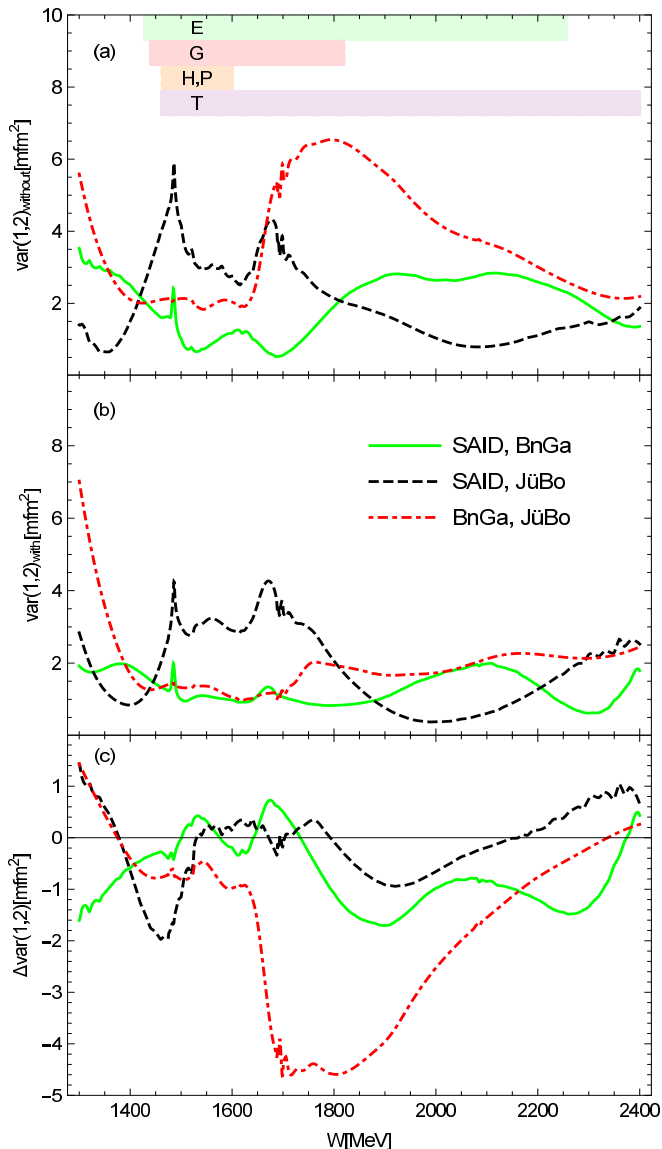 10
(a)
E
G
H,P
T
8
6
4
2
var(1,2)without[mfm²]
(b)
8
6
4
2
SAID, BnGa
SAID, JüBo
BnGa, JüBo
var(1,2)with[mfm²]
(c)
1
0
−1
−2
−3
−4
−5
Δvar(1,2)[mfm²]
1400 1600 1800 2000 2200 2400
W[MeV]